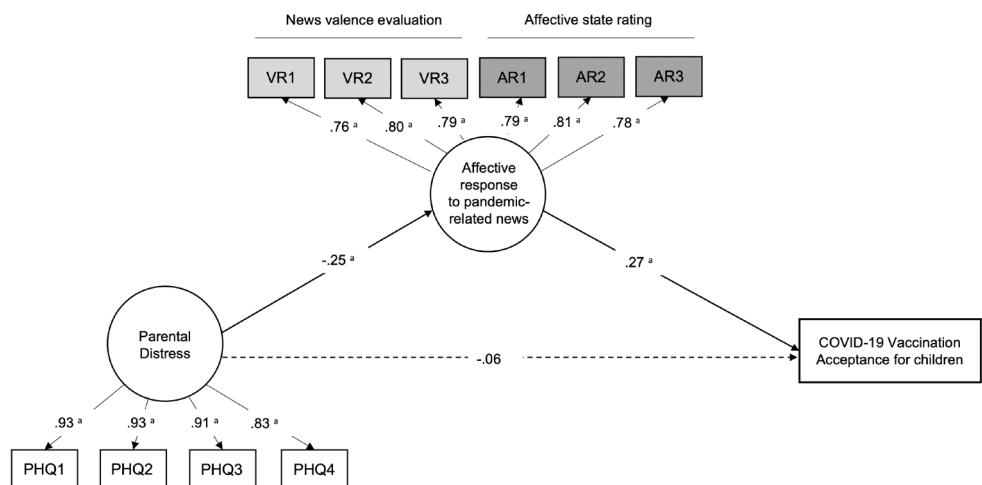 News valence evaluation
Affective state rating
VR1
VR2
VR3
AR1
AR2
AR3
.76 a
.80 a
.79 a
.79 a
.81 a
.78 a
Affective
response
to pandemic-
related news
-.25 a
.27 a
Parental
Distress
-.06
COVID-19 Vaccination
Acceptance for children
.93 a
.93 a
.91 a
.83 a
PHQ1
PHQ2
PHQ3
PHQ4